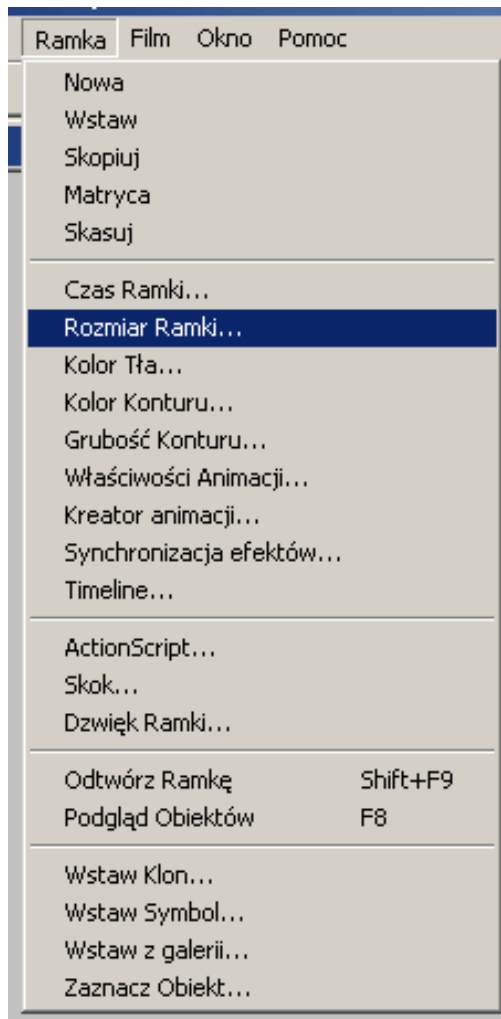 Ramka Film Okno Pomoc
Nowa
Wstaw
Skopiuj
Matryca
Skasuj
Czas Ramki...
Rozmiar Ramki...
Kolor Tła...
Kolor Konturu...
Grubość Konturu...
Właściwości Animacji...
Kreator animacji...
Synchronizacja efektów...
Timeline...
ActionScript...
Skok...
Dzwięk Ramki...
Odtwórz Ramkę Shift+F9
Podgląd Obiektów F8
Wstaw Klon...
Wstaw Symbol...
Wstaw z galerii...
Zaznacz Obiekt...